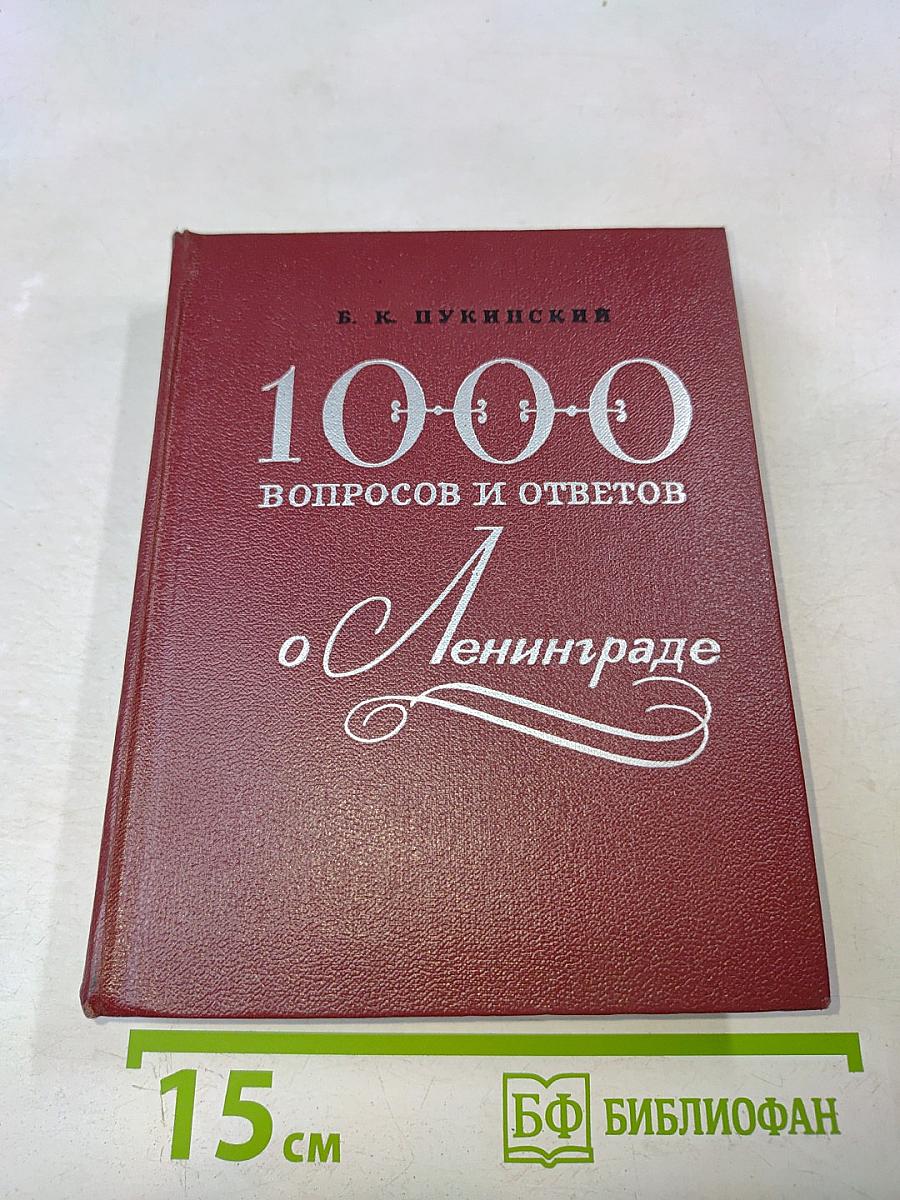 Б. К. ПУКИНСКИЙ
1000
ВОПРОСОВ И ОТВЕТОВ
о Ленинграде
15 см
БФ БИБЛИОФАН